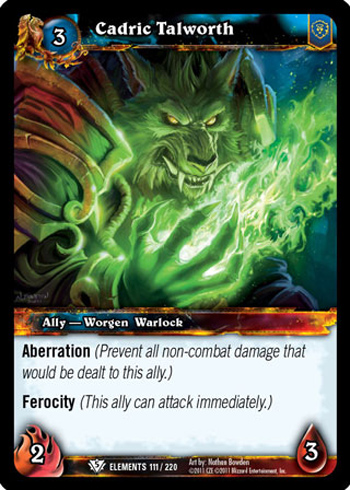 3
Cadric Talworth
Ally — Worgen Warlock
Aberration (Prevent all non-combat damage that
would be dealt to this ally.)
Ferocity (This ally can attack immediately.)
2
ELEMENTS 111/220
Art by: Nathan Bowden
©2011 CZE ©2011 Blizzard Entertainment, Inc.
3